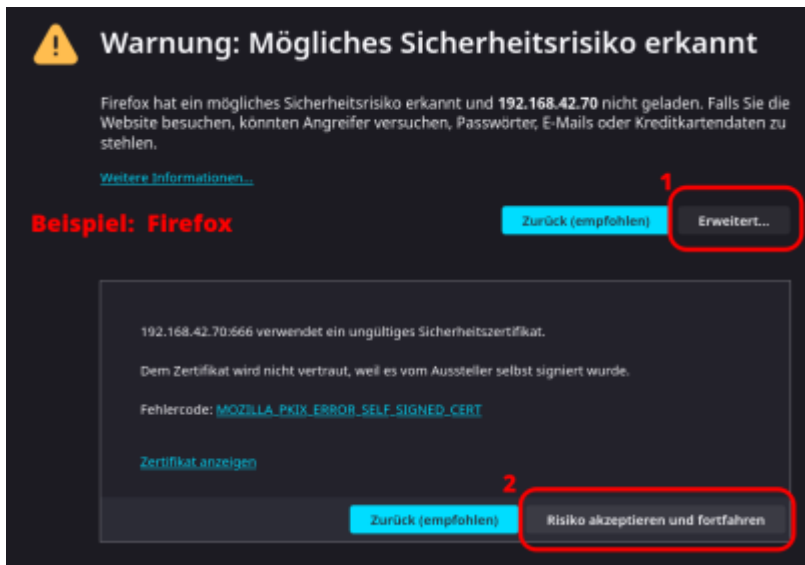 Warnung: Mögliches Sicherheitsrisiko erkannt
Firefox hat ein mögliches Sicherheitsrisiko erkannt und 192.168.42.70 nicht geladen. Falls Sie die
Website besuchen, könnten Angreifer versuchen, Passwörter, E-Mails oder Kreditkartendaten zu
stehlen.
Weitere Informationen...
1
Beispiel: Firefox
Zurück (empfohlen)
Erweitert...
192.168.42.70:666 verwendet ein ungültiges Sicherheitszertifikat.
Dem Zertifikat wird nicht vertraut, weil es vom Aussteller selbst signiert wurde.
Fehlercode: MOZILLA_PKIX_ERROR_SELF_SIGNED_CERT
Zertifikat anzeigen
2
Zurück (empfohlen)
Risiko akzeptieren und fortfahren